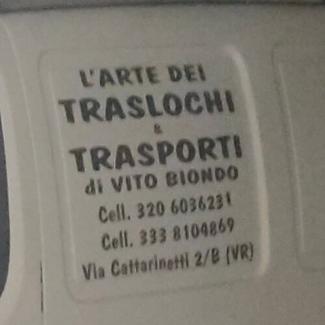 L'ARTE DEI
TRASLOCHI
&
TRASPORTI
di VITO BIONDO
Cell. 320 6036231
Cell. 333 8104869
Via Cattarinetti 2/B (VR)